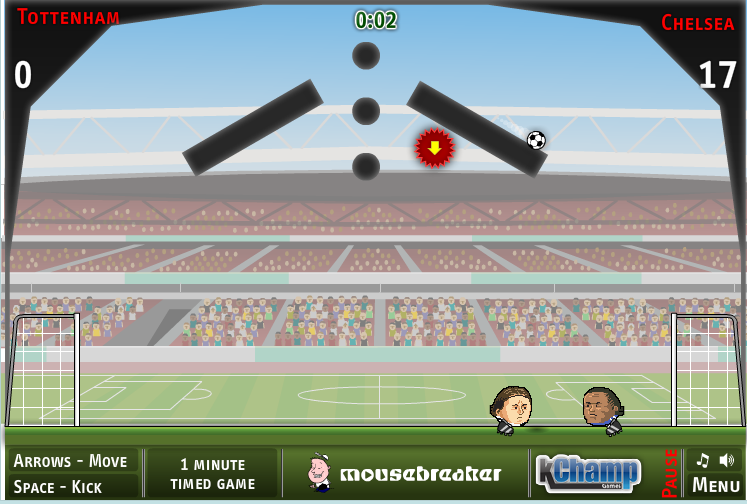 Tottenham
0:02
Chelsea
0
17
Arrows - Move
Space - Kick
1 minute
timed game
mousebreaker
kChamp
Games
Pause
Menu